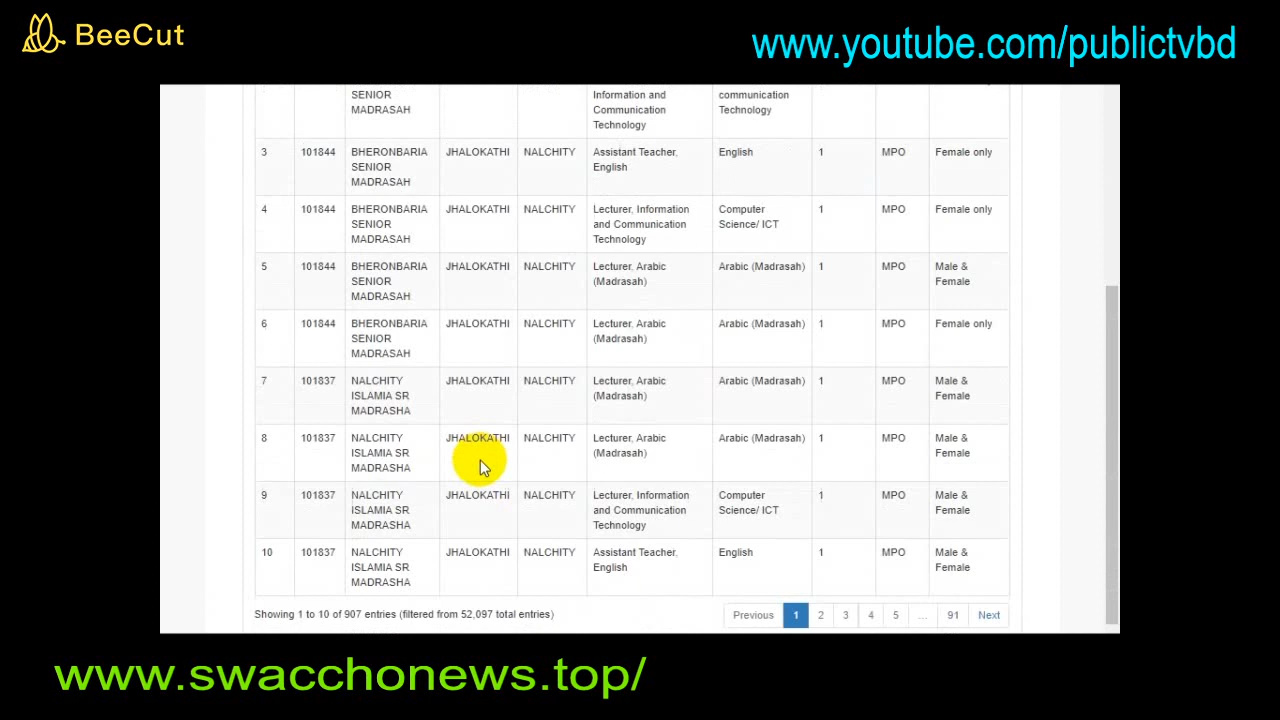 BeeCut
www.youtube.com/publictvbd
SENIOR MADRASAH Information and Communication Technology communication Technology
3 101844 BHERONBARIA SENIOR MADRASAH JHALOKATHI NALCHITY Assistant Teacher, English English 1 MPO Female only
4 101844 BHERONBARIA SENIOR MADRASAH JHALOKATHI NALCHITY Lecturer, Information and Communication Technology Computer Science/ ICT 1 MPO Female only
5 101844 BHERONBARIA SENIOR MADRASAH JHALOKATHI NALCHITY Lecturer, Arabic (Madrasah) Arabic (Madrasah) 1 MPO Male & Female
6 101844 BHERONBARIA SENIOR MADRASAH JHALOKATHI NALCHITY Lecturer, Arabic (Madrasah) Arabic (Madrasah) 1 MPO Female only
7 101837 NALCHITY ISLAMIA SR MADRASHA JHALOKATHI NALCHITY Lecturer, Arabic (Madrasah) Arabic (Madrasah) 1 MPO Male & Female
8 101837 NALCHITY ISLAMIA SR MADRASHA JHALOKATHI NALCHITY Lecturer, Arabic (Madrasah) Arabic (Madrasah) 1 MPO Male & Female
9 101837 NALCHITY ISLAMIA SR MADRASHA JHALOKATHI NALCHITY Lecturer, Information and Communication Technology Computer Science/ ICT 1 MPO Male & Female
10 101837 NALCHITY ISLAMIA SR MADRASHA JHALOKATHI NALCHITY Assistant Teacher, English English 1 MPO Male & Female
Showing 1 to 10 of 907 entries (filtered from 52,097 total entries) Previous 1 2 3 4 5 ... 91 Next
www.swacchonews.top/